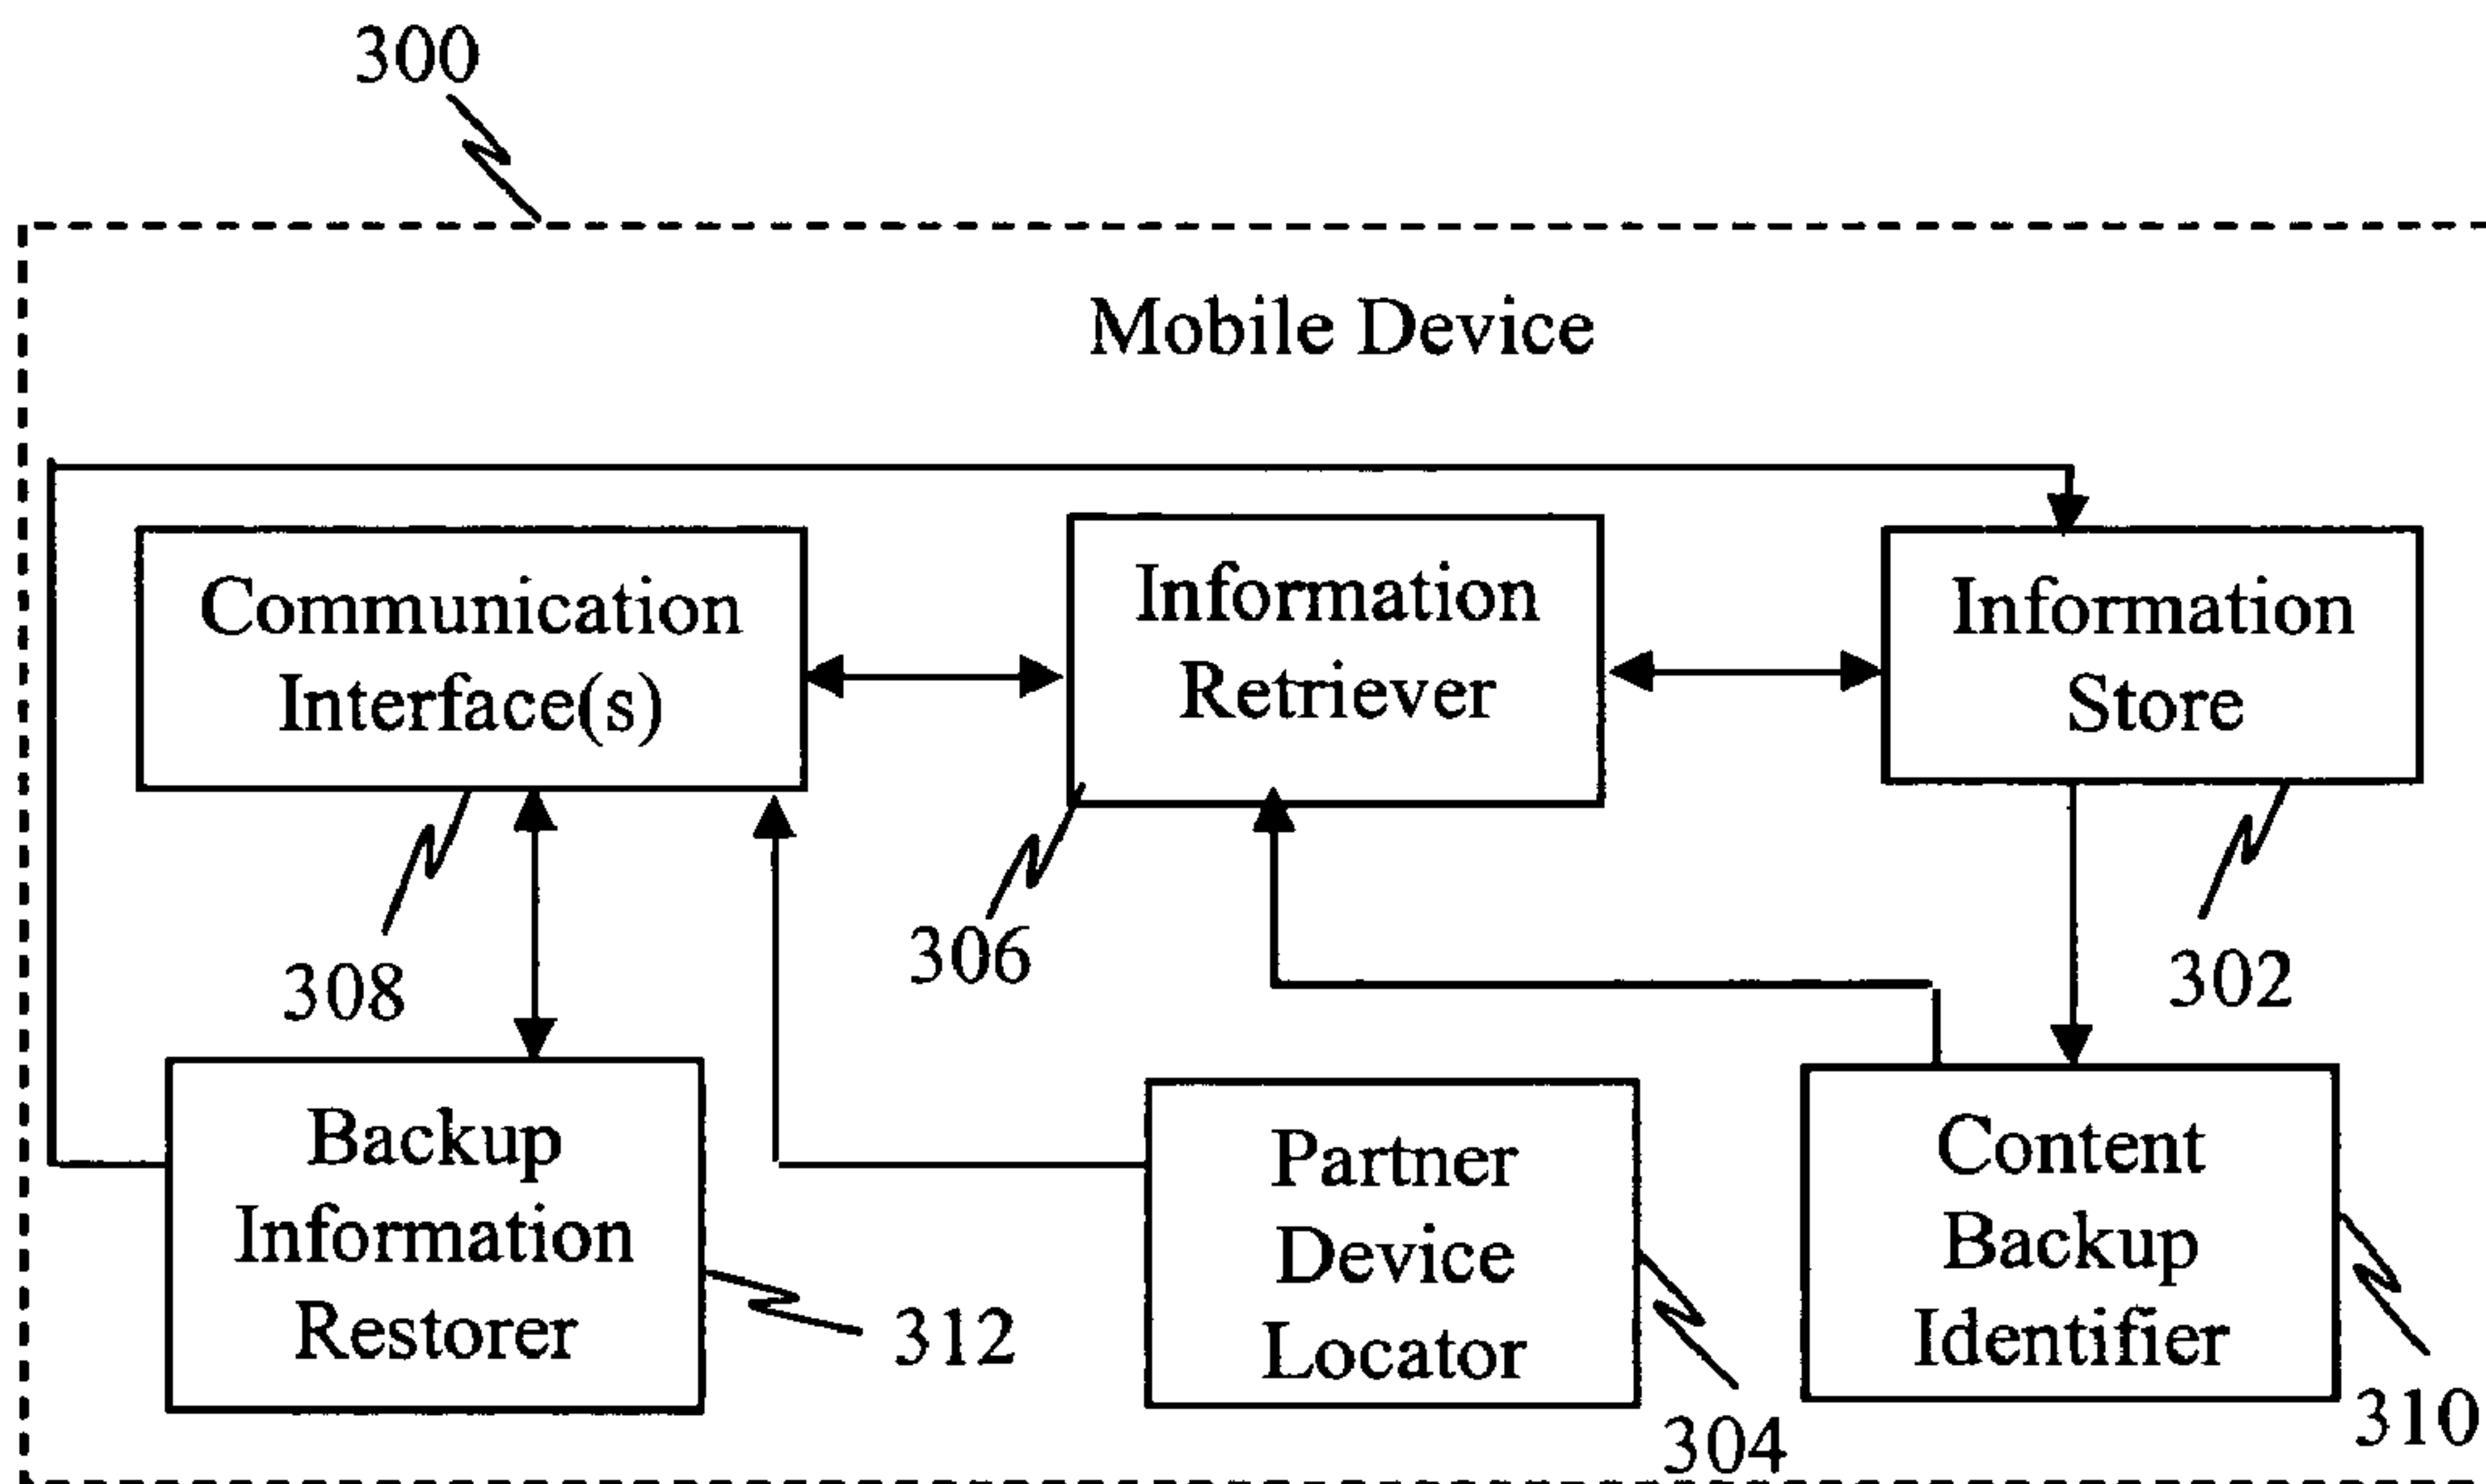 300
Mobile Device
Communication
Interface(s)
Information
Retriever
Information
Store
308
306
302
Backup
Information
Restorer
312
Partner
Device
Locator
304
Content
Backup
Identifier
310